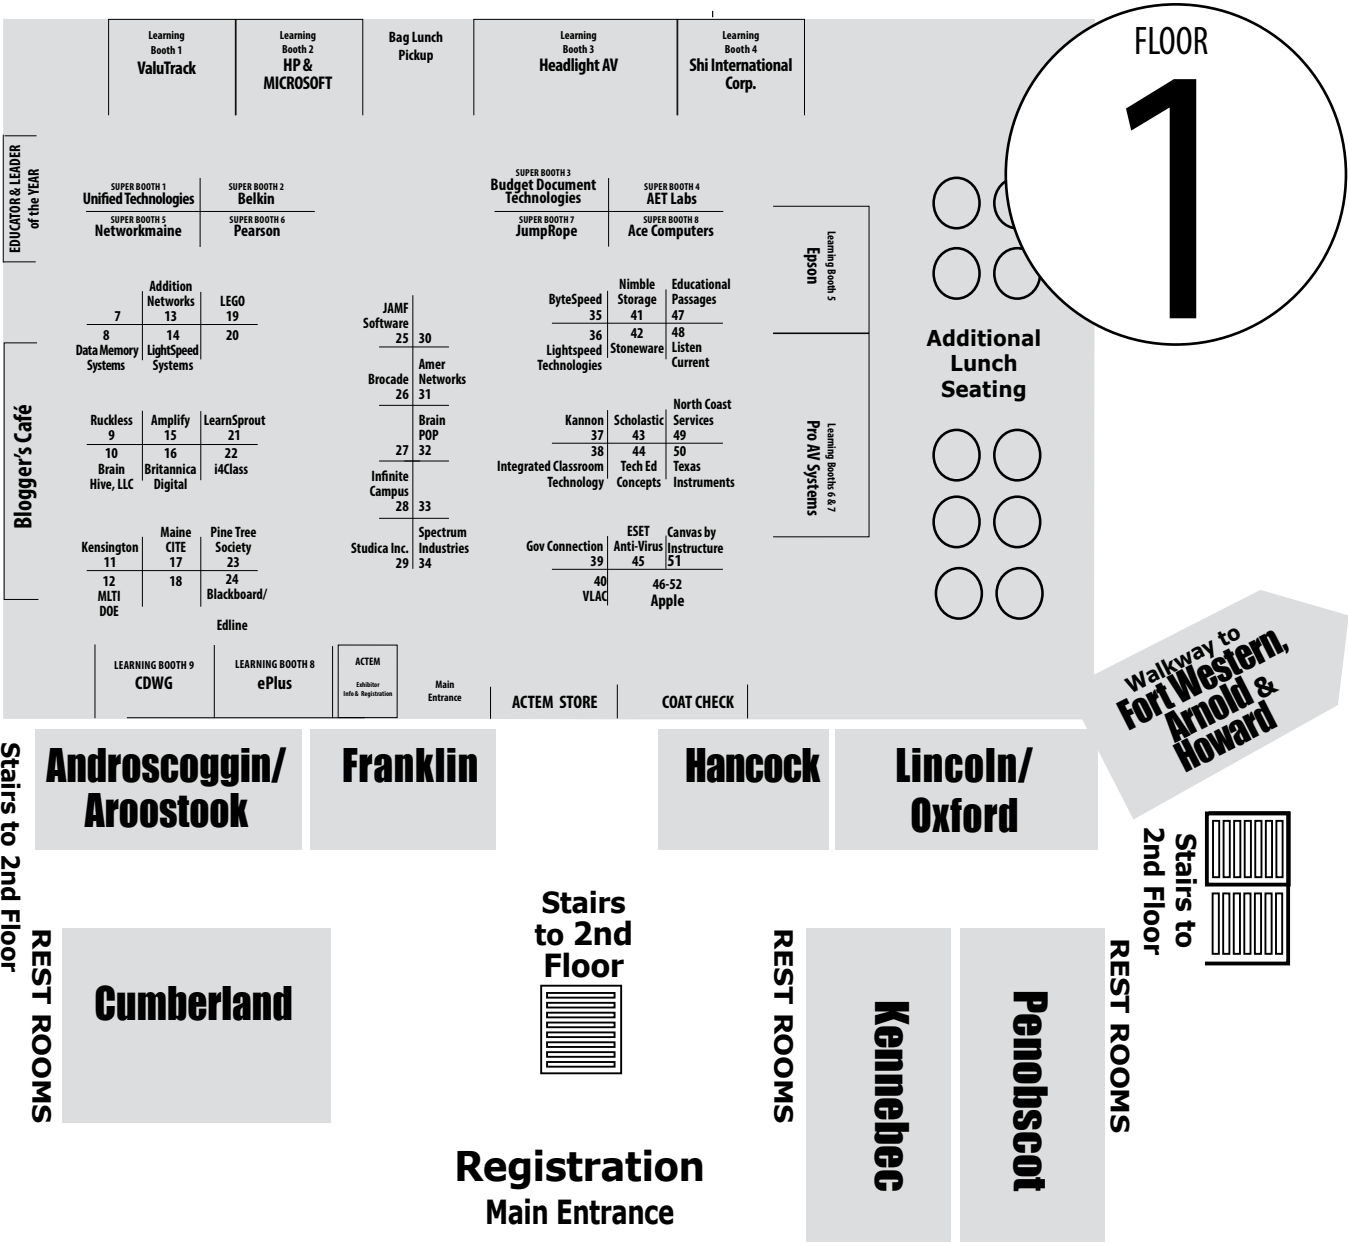 Learning
Booth 1
ValuTrack
Learning
Booth 2
HP &
MICROSOFT
Bag Lunch
Pickup
Learning
Booth 3
Headlight AV
Learning
Booth 4
Shi International
Corp.
FLOOR
1
EDUCATOR & LEADER
of the YEAR
SUPER BOOTH 1
Unified Technologies
SUPER BOOTH 2
Belkin
SUPER BOOTH 5
Networkmaine
SUPER BOOTH 6
Pearson
SUPER BOOTH 3
Budget Document
Technologies
SUPER BOOTH 4
AET Labs
SUPER BOOTH 7
JumpRope
SUPER BOOTH 8
Ace Computers
Learning Booth 5
Epson
7
Addition
Networks
13
LEGO
19
8
Data Memory
Systems
14
LightSpeed
Systems
20
JAMF
Software
25
30
Brocade
26
Amer
Networks
31
27
Brain
POP
32
Infinite
Campus
28
33
Studica Inc.
29
Spectrum
Industries
34
ByteSpeed
35
Nimble
Storage
41
Educational
Passages
47
36
Lightspeed
Technologies
42
Stoneware
48
Listen
Current
Additional
Lunch
Seating
Blogger's Café
Ruckless
9
Amplify
15
LearnSprout
21
10
Brain
Hive, LLC
16
Britannica
Digital
22
i4Class
Kannon
37
Scholastic
43
North Coast
Services
49
38
Integrated Classroom
Technology
44
Tech Ed
Concepts
50
Texas
Instruments
Learning Booths 6 & 7
Pro AV Systems
Kensington
11
Maine
CITE
17
Pine Tree
Society
23
12
MLTI
DOE
18
24
Blackboard/
Edline
Gov Connection
39
ESET
Anti-Virus
45
Canvas by
Instructure
51
40
VLAC
46-52
Apple
LEARNING BOOTH 9
CDWG
LEARNING BOOTH 8
ePlus
ACTEM
Exhibitor
Info & Registration
Main
Entrance
ACTEM STORE
COAT CHECK
Walkway to
Fort Western,
Arnold &
Howard
Stairs to 2nd Floor
Androscoggin/
Aroostook
Franklin
Hancock
Lincoln/
Oxford
Stairs to
2nd Floor
REST ROOMS
Cumberland
Stairs
to 2nd
Floor
REST ROOMS
Kennebec
Penobscot
REST ROOMS
Registration
Main Entrance